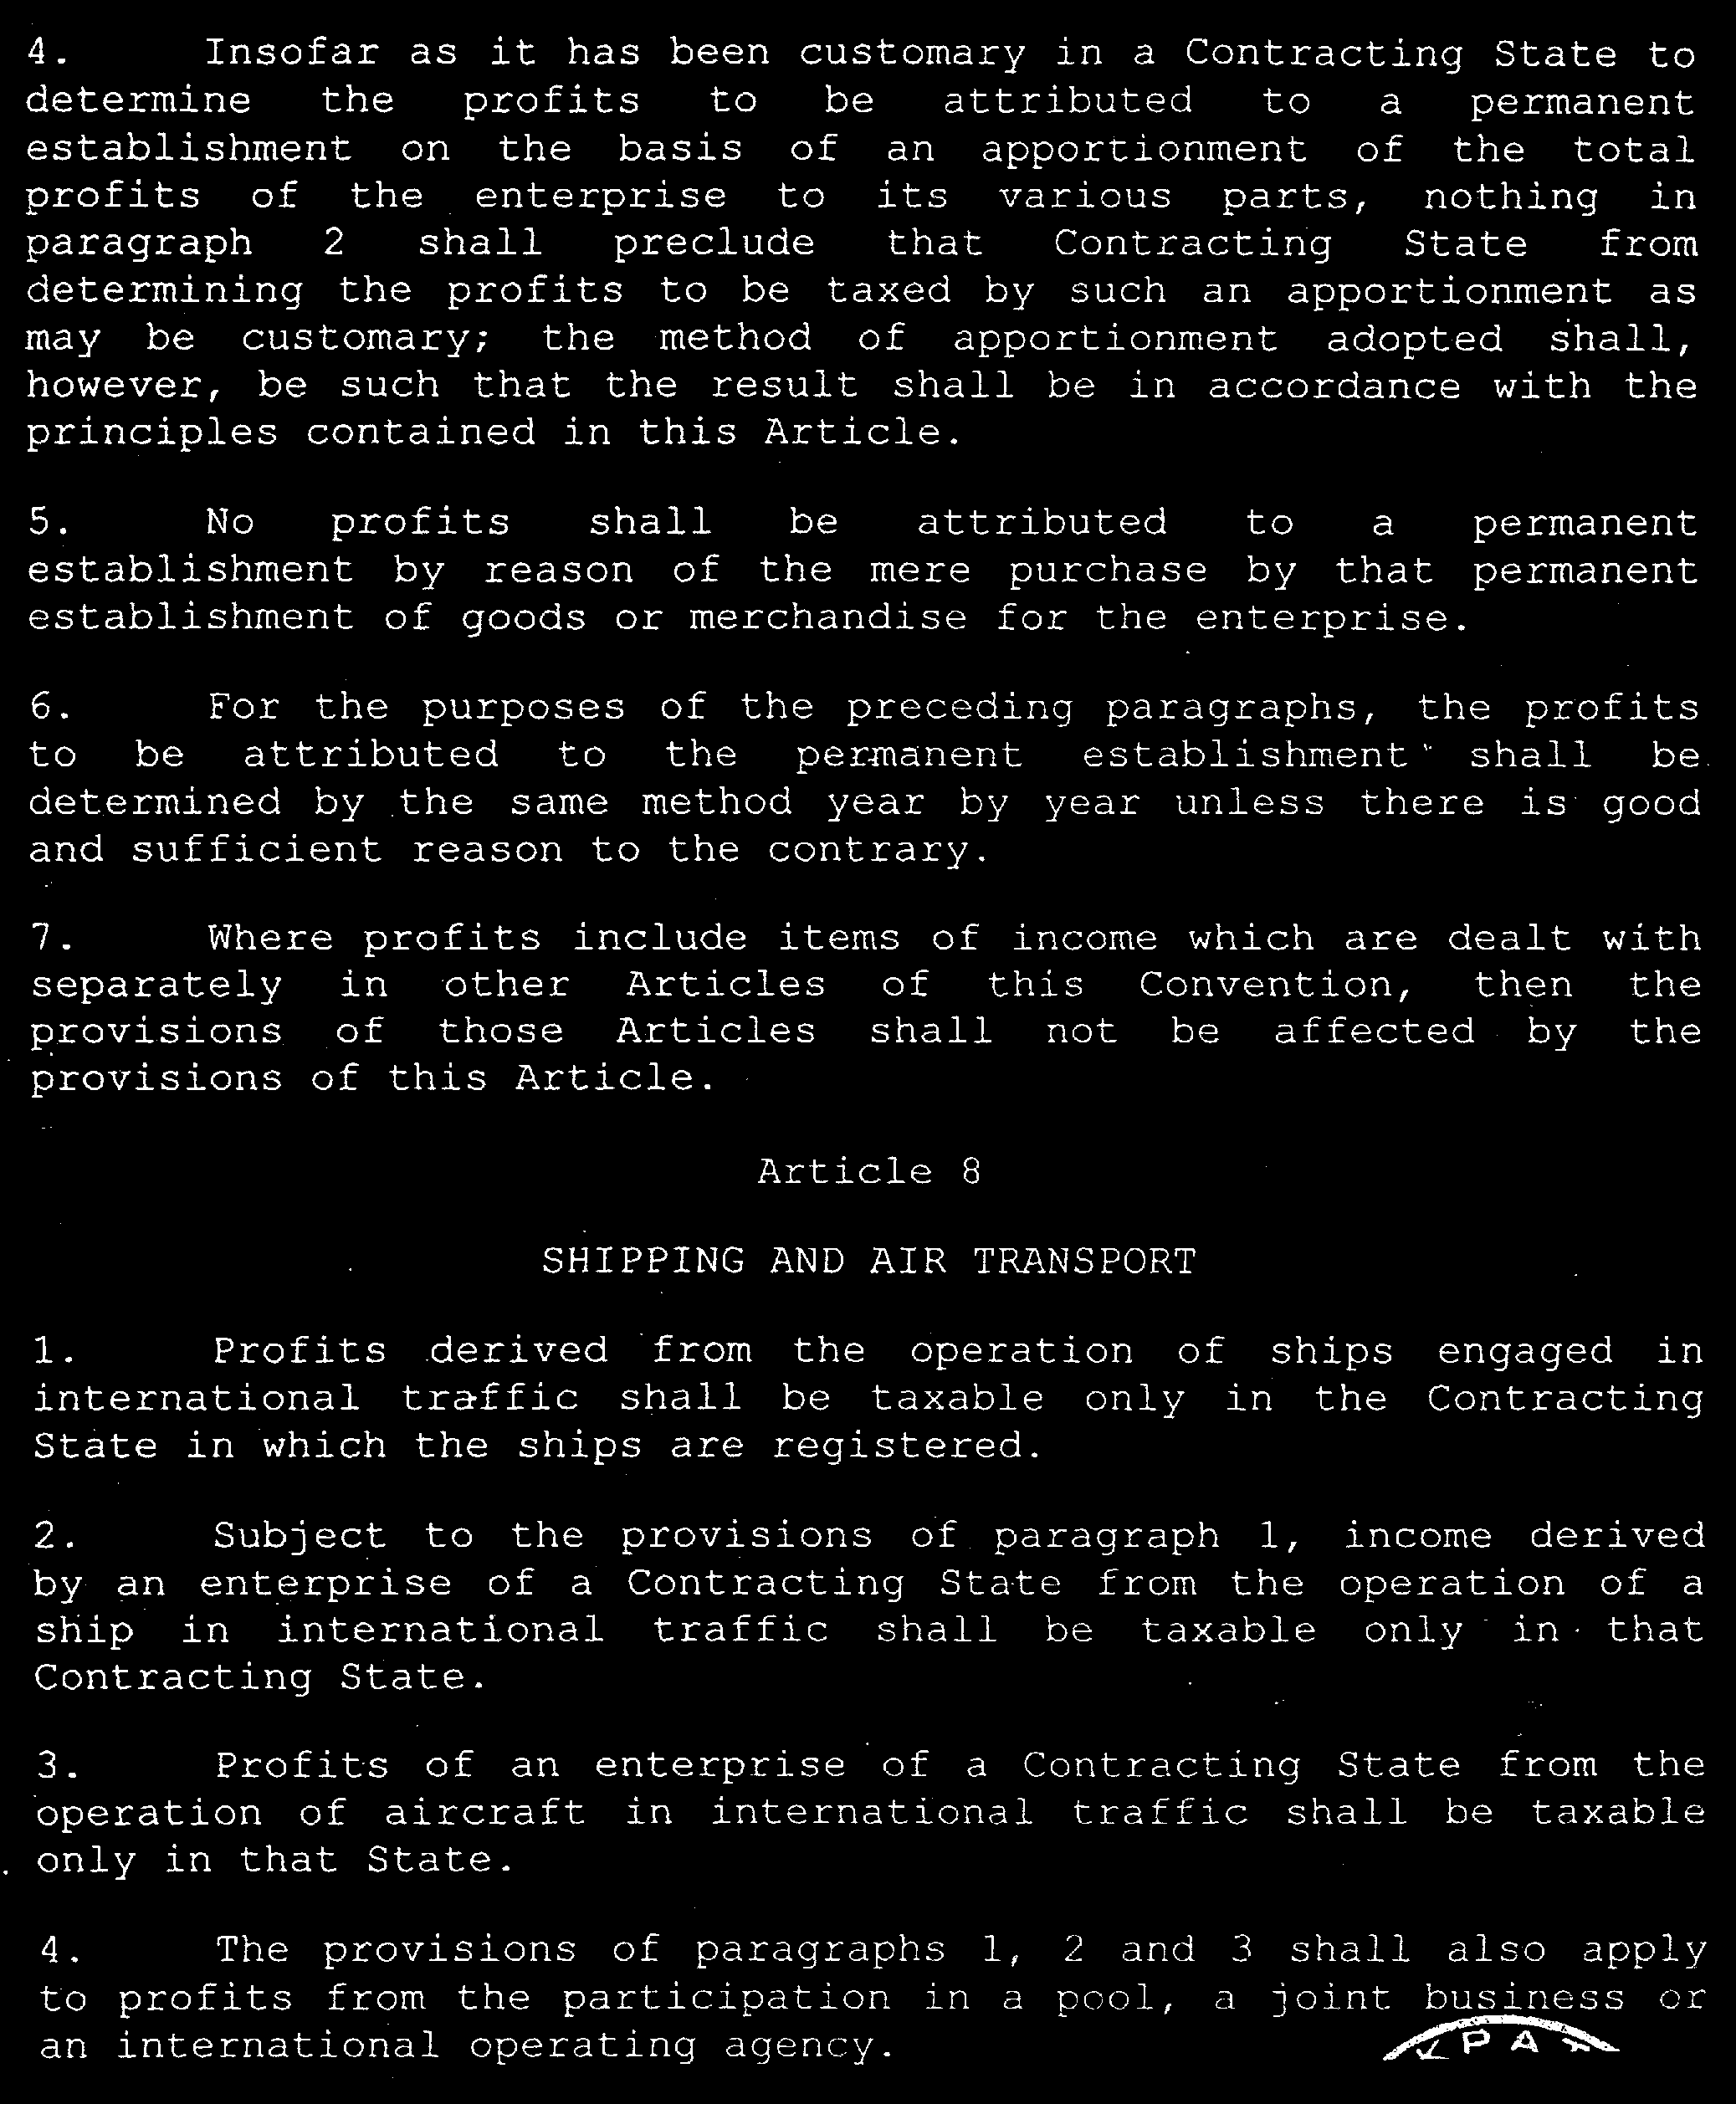 4. Insofar as it has been customary in a Contracting State to
determine the profits to be attributed to a permanent
establishment on the basis of an apportionment of the total
profits of the enterprise to its various parts, nothing in
paragraph 2 shall preclude that Contracting State from
determining the profits to be taxed by such an apportionment as
may be customary; the method of apportionment adopted shall,
however, be such that the result shall be in accordance with the
principles contained in this Article.
5. No profits shall be attributed to a permanent
establishment by reason of the mere purchase by that permanent
establishment of goods or merchandise for the enterprise.
6. For the purposes of the preceding paragraphs, the profits
to be attributed to the permanent establishment shall be
determined by the same method year by year unless there is good
and sufficient reason to the contrary.
7. Where profits include items of income which are dealt with
separately in other Articles of this Convention, then the
provisions of those Articles shall not be affected by the
provisions of this Article.
Article 8
SHIPPING AND AIR TRANSPORT
1. Profits derived from the operation of ships engaged in
international traffic shall be taxable only in the Contracting
State in which the ships are registered.
2. Subject to the provisions of paragraph 1, income derived
by an enterprise of a Contracting State from the operation of a
ship in international traffic shall be taxable only in that
Contracting State.
3. Profits of an enterprise of a Contracting State from the
operation of aircraft in international traffic shall be taxable
only in that State.
4. The provisions of paragraphs 1, 2 and 3 shall also apply
to profits from the participation in a pool, a joint business or
an international operating agency.